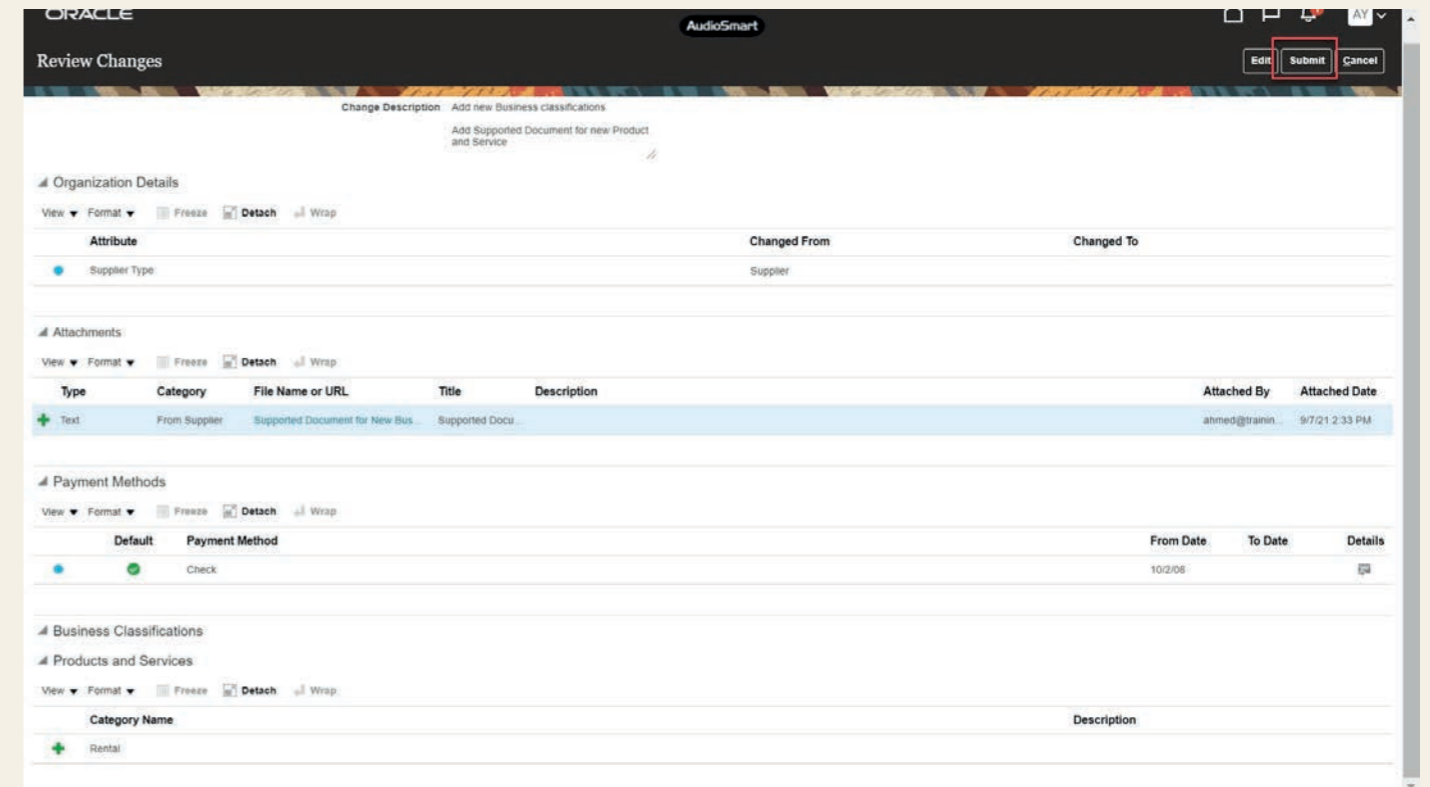 ORACLE
AudioSmart
AY
Review Changes
Edit Submit Cancel
Change Description Add new Business classifications
Add Supported Document for new Product
and Service
Organization Details
View Format Freeze Detach Wrap
Attribute Changed From Changed To
Supplier Type Supplier
Attachments
View Format Freeze Detach Wrap
Type Category File Name or URL Title Description Attached By Attached Date
Text From Supplier Supported Document for New Bus... Supported Docu... ahmed@trainin... 9/7/21 2:33 PM
Payment Methods
View Format Freeze Detach Wrap
Default Payment Method From Date To Date Details
Check 10/2/08
Business Classifications
Products and Services
View Format Freeze Detach Wrap
Category Name Description
Rental